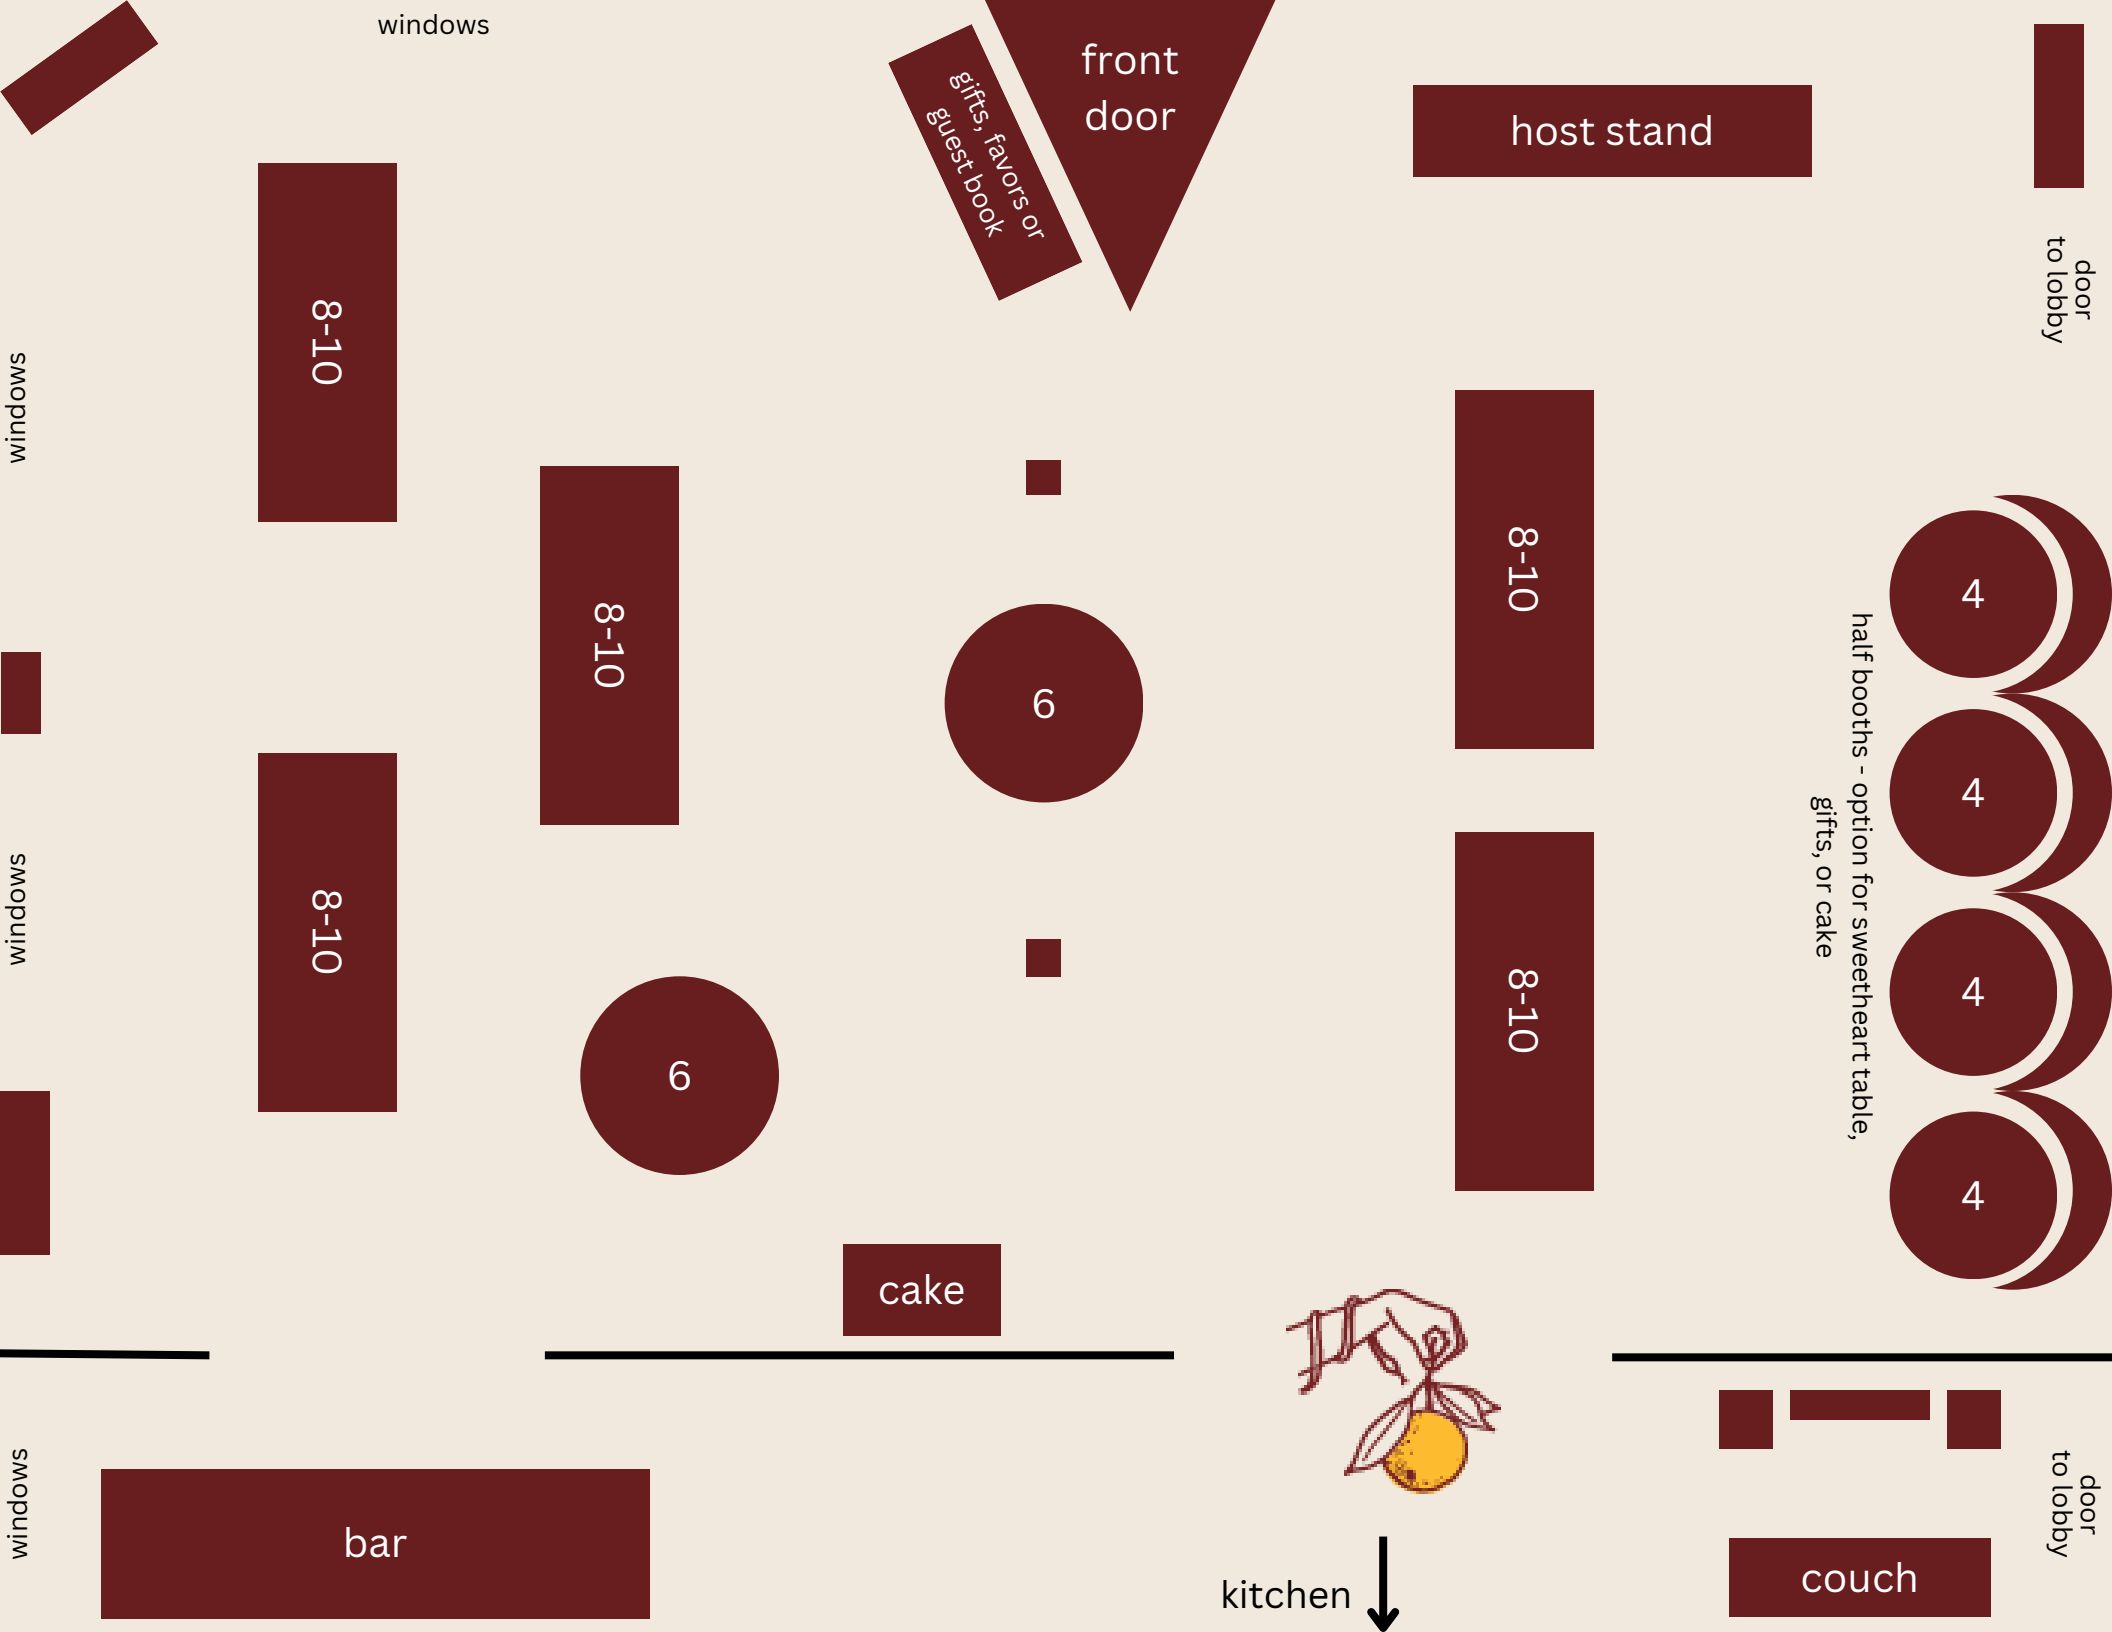 windows
front
door
gifts, favors or
guest book
host stand
door
to lobby
8-10
windows
8-10
8-10
6
4
half booths - option for sweetheart table,
gifts, or cake
4
8-10
windows
8-10
4
6
4
cake
windows
bar
kitchen
door
to lobby
couch